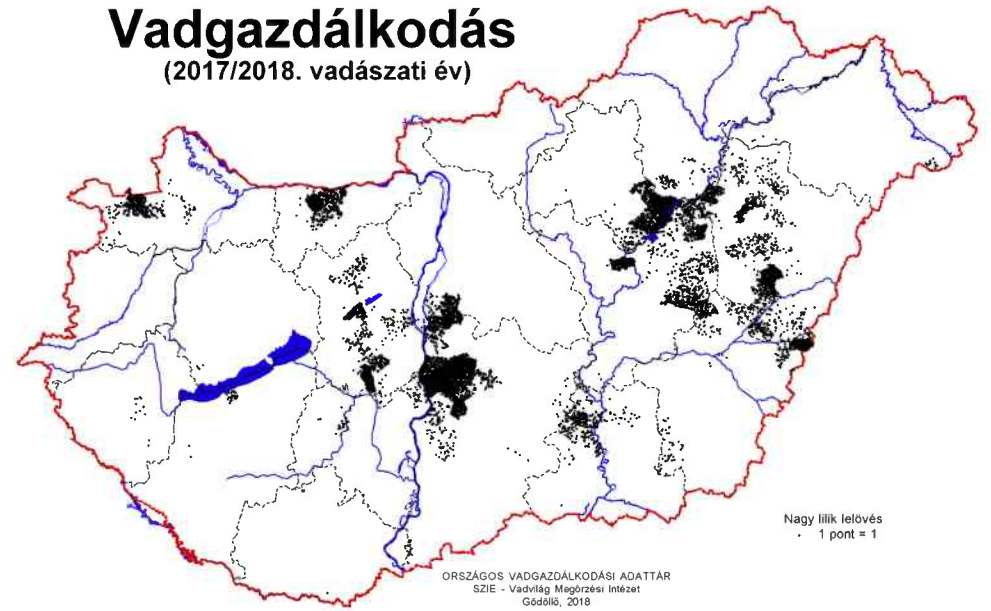 Vadgazdálkodás
(2017/2018. vadászati év)
Nagy lilik lelövés
1 pont = 1
ORSZÁGOS VADGAZDÁLKODÁSI ADATTÁR
SZIE - Vadvilág Megőrzési Intézet
Gödöllő, 2018